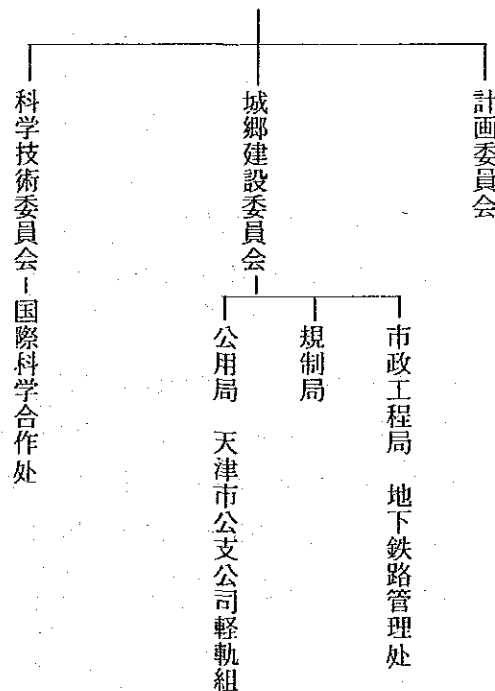 計画委員会
城郷建設委員会
市政工程局　地下鉄路管理処
規制局
公用局　天津市公支公司軽軌組
科学技術委員会－国際科学合作処